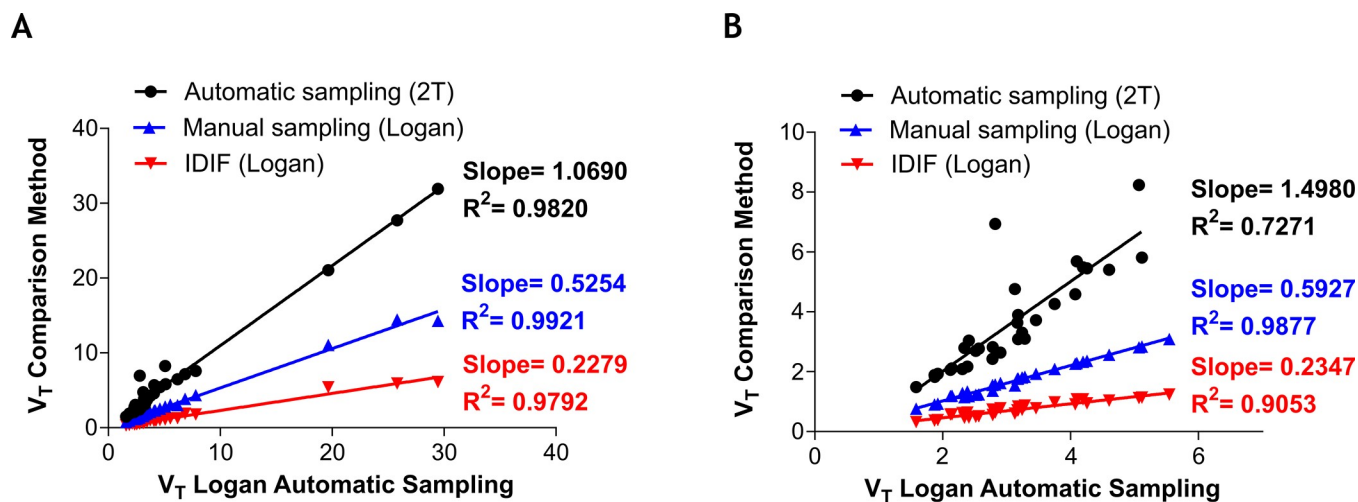 A
Automatic sampling (2T)
Manual sampling (Logan)
IDIF (Logan)
V_T Comparison Method
40
30
20
10
0
Slope= 1.0690
R²= 0.9820
Slope= 0.5254
R²= 0.9921
Slope= 0.2279
R²= 0.9792
0 10 20 30 40
V_T Logan Automatic Sampling
B
Automatic sampling (2T)
Manual sampling (Logan)
IDIF (Logan)
V_T Comparison Method
10
8
6
4
2
0
Slope= 1.4980
R²= 0.7271
Slope= 0.5927
R²= 0.9877
Slope= 0.2347
R²= 0.9053
0 2 4 6
V_T Logan Automatic Sampling